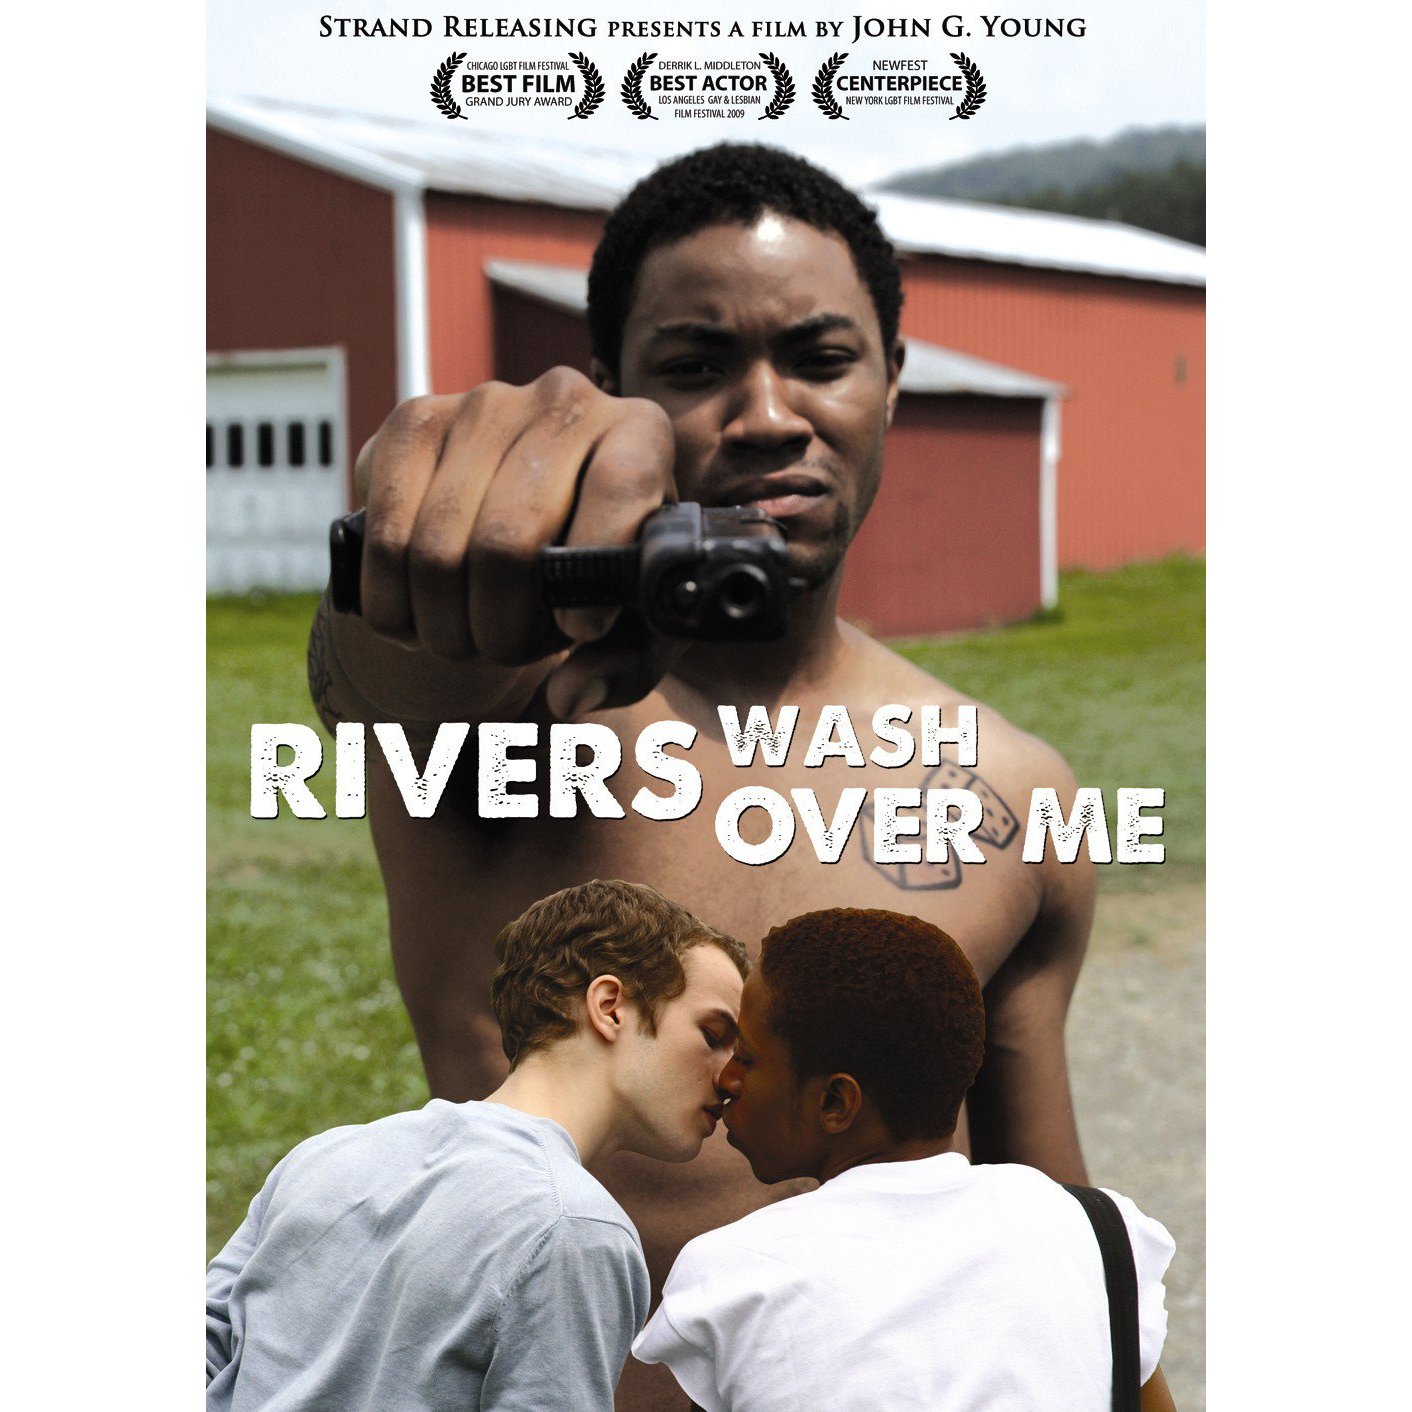 STRAND RELEASING PRESENTS A FILM BY JOHN G. YOUNG
CHICAGO LGBT FILM FESTIVAL
BEST FILM
GRAND JURY AWARD
DERRIK L. MIDDLETON
BEST ACTOR
LOS ANGELES GAY & LESBIAN
FILM FESTIVAL 2009
NEWFEST
CENTERPIECE
NEW YORK LGBT FILM FESTIVAL
RIVERS WASH
OVER ME